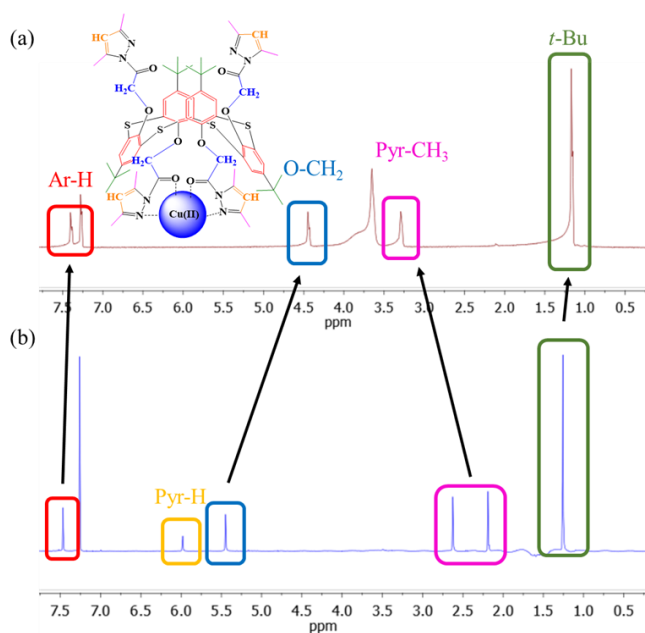 (a)
t-Bu
HC
CH
N
N
N
N
O
O
H₂C
CH₂
O
O
S
S
S
S
O
O
Pyr-CH₃
H₂C
CH₂
O-CH₂
Ar-H
O
O
HC
CH
N
N
N
N
Cu(II)
7.5 7.0 6.5 6.0 5.5 5.0 4.5 4.0 3.5 3.0 2.5 2.0 1.5 1.0 0.5
ppm
(b)
Pyr-H
7.5 7.0 6.5 6.0 5.5 5.0 4.5 4.0 3.5 3.0 2.5 2.0 1.5 1.0 0.5
ppm